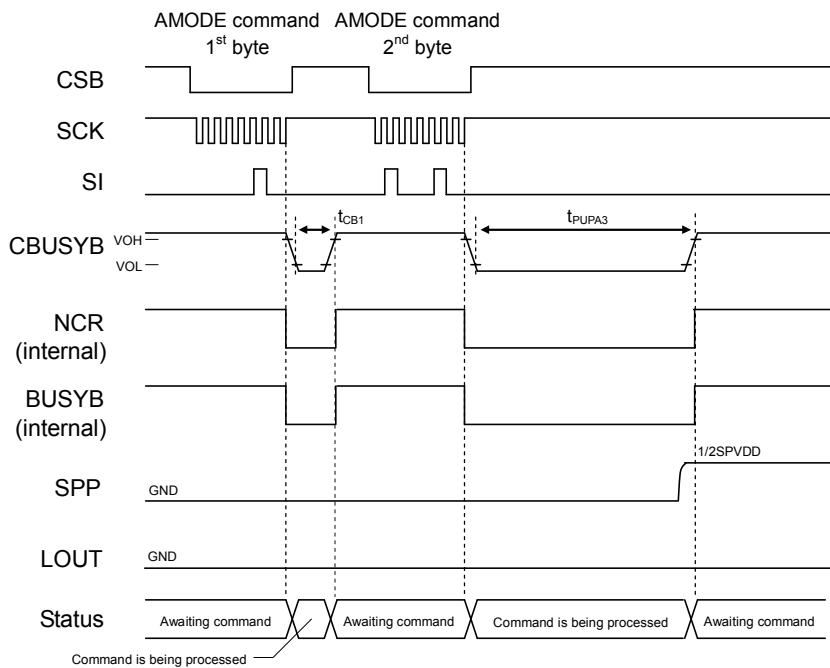 AMODE command
1st byte
AMODE command
2nd byte
CSB
SCK
SI
tCB1
tPUPA3
CBUSYB
VOH
VOL
NCR
(internal)
BUSYB
(internal)
SPP
GND
1/2SPVDD
LOUT
GND
Status
Awaiting command
Awaiting command
Command is being processed
Awaiting command
Command is being processed